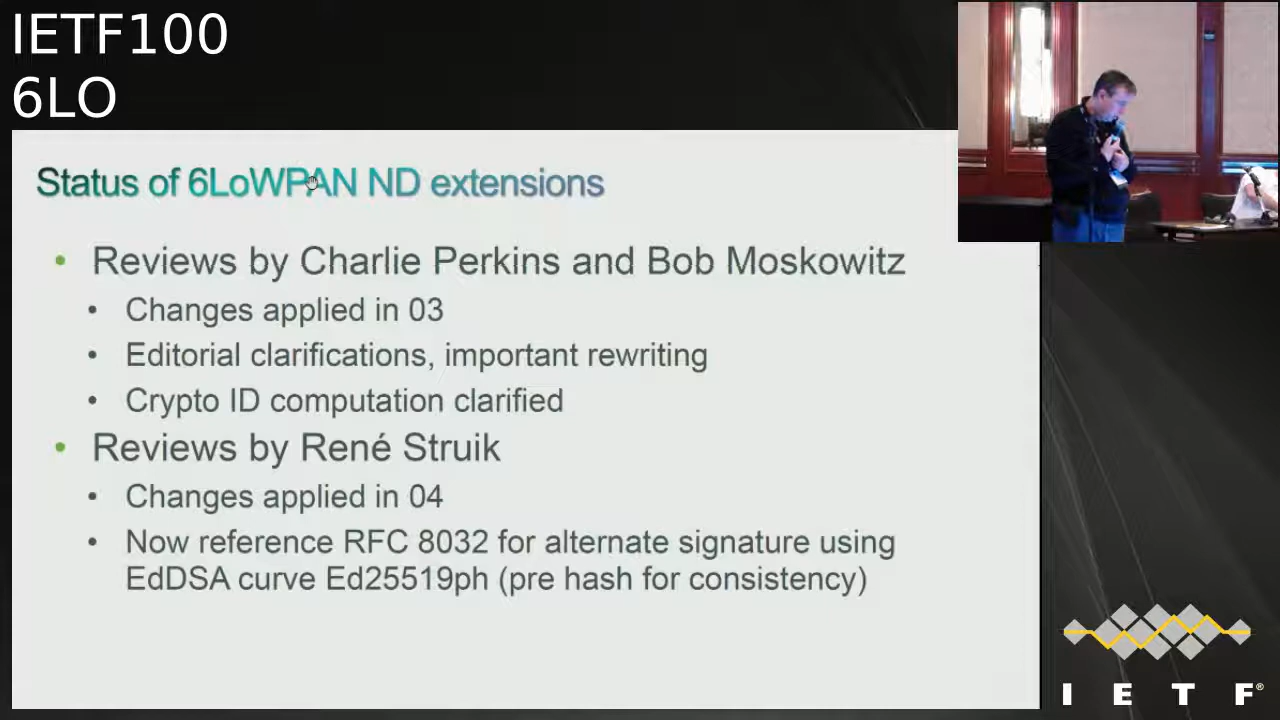 IETF100
6LO
Status of 6LoWPAN ND extensions
• Reviews by Charlie Perkins and Bob Moskowitz
• Changes applied in 03
• Editorial clarifications, important rewriting
• Crypto ID computation clarified
• Reviews by René Struik
• Changes applied in 04
• Now reference RFC 8032 for alternate signature using
EdDSA curve Ed25519ph (pre hash for consistency)
I E T F®